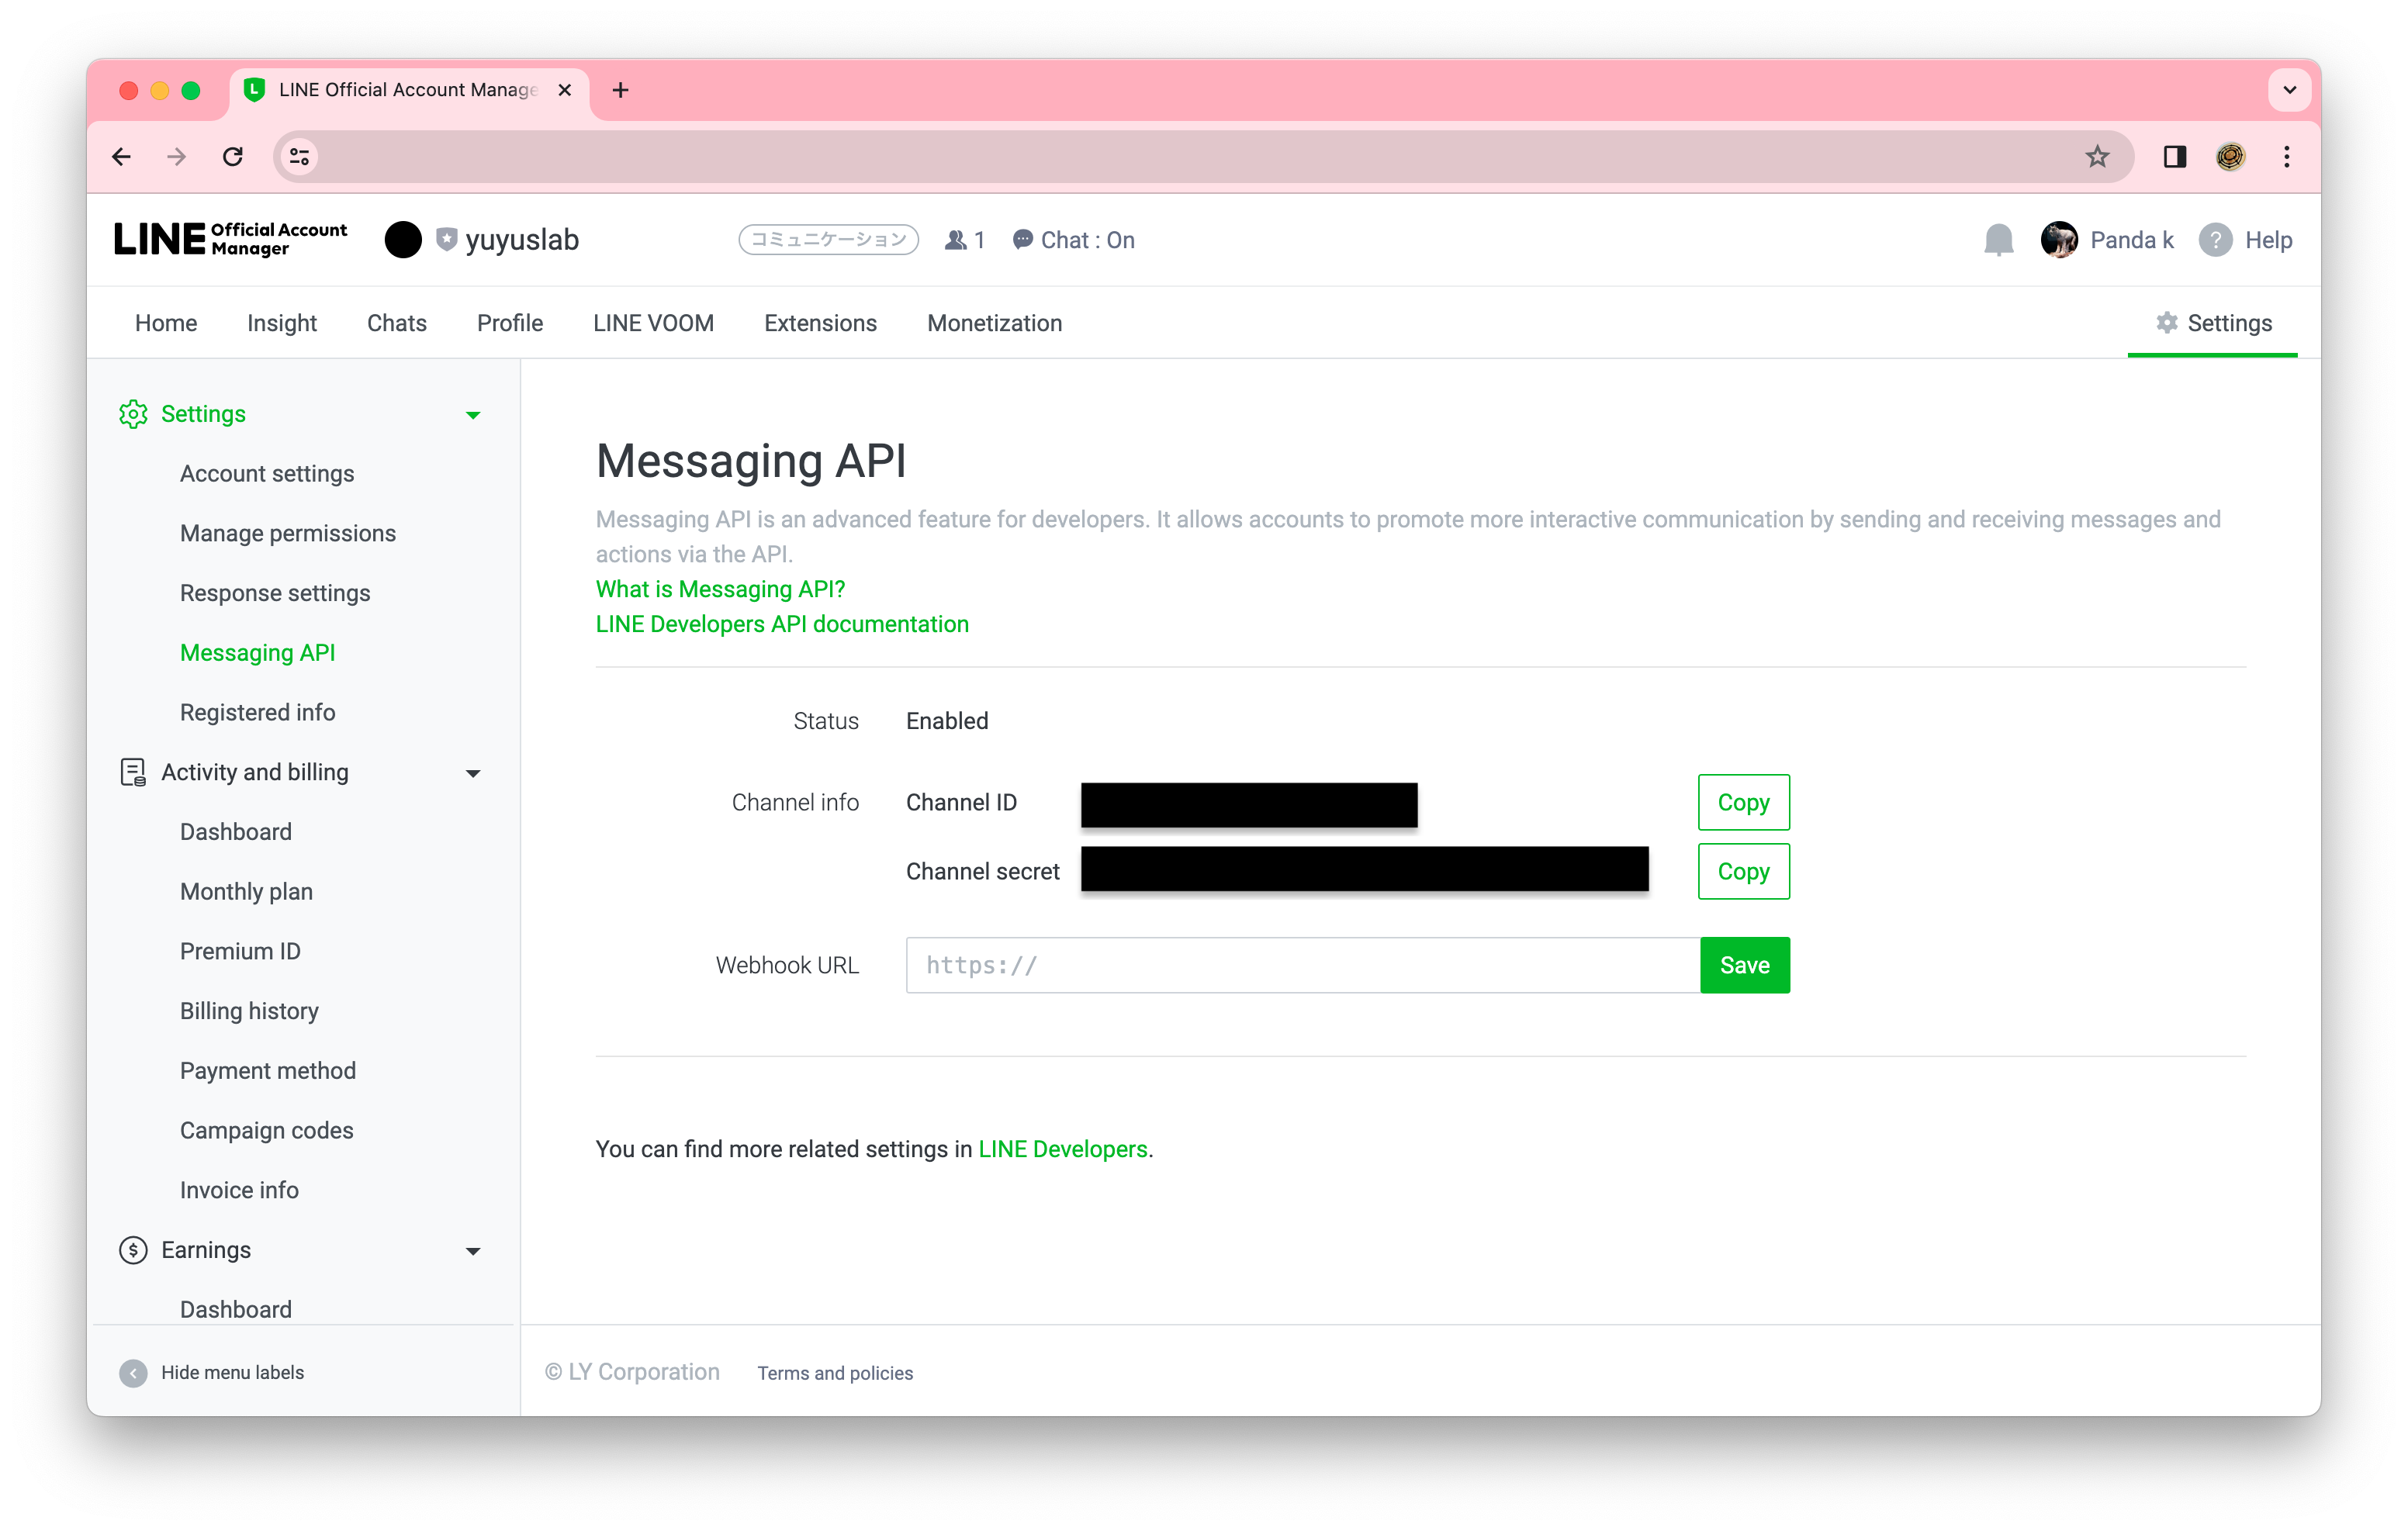 LINE Official Account Manage
LINE Official Account
Manager
yuyuslab
コミュニケーション
1
Chat : On
Panda k
? Help
Home
Insight
Chats
Profile
LINE VOOM
Extensions
Monetization
Settings
Settings
Account settings
Manage permissions
Response settings
Messaging API
Registered info
Activity and billing
Dashboard
Monthly plan
Premium ID
Billing history
Payment method
Campaign codes
Invoice info
Earnings
Dashboard
Hide menu labels
Messaging API
Messaging API is an advanced feature for developers. It allows accounts to promote more interactive communication by sending and receiving messages and
actions via the API.
What is Messaging API?
LINE Developers API documentation
Status Enabled
Channel info Channel ID Copy
Channel secret Copy
Webhook URL https:// Save
You can find more related settings in LINE Developers.
© LY Corporation Terms and policies